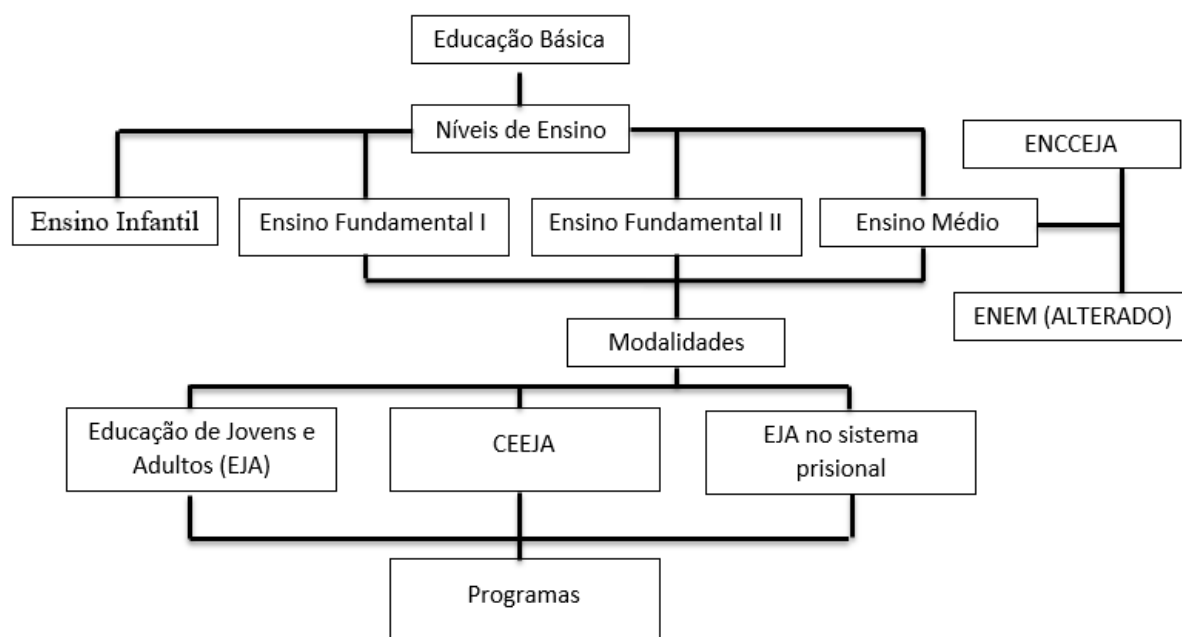 Educação Básica
Níveis de Ensino
ENCCEJA
Ensino Infantil
Ensino Fundamental I
Ensino Fundamental II
Ensino Médio
ENEM (ALTERADO)
Modalidades
Educação de Jovens e
Adultos (EJA)
CEEJA
EJA no sistema
prisional
Programas